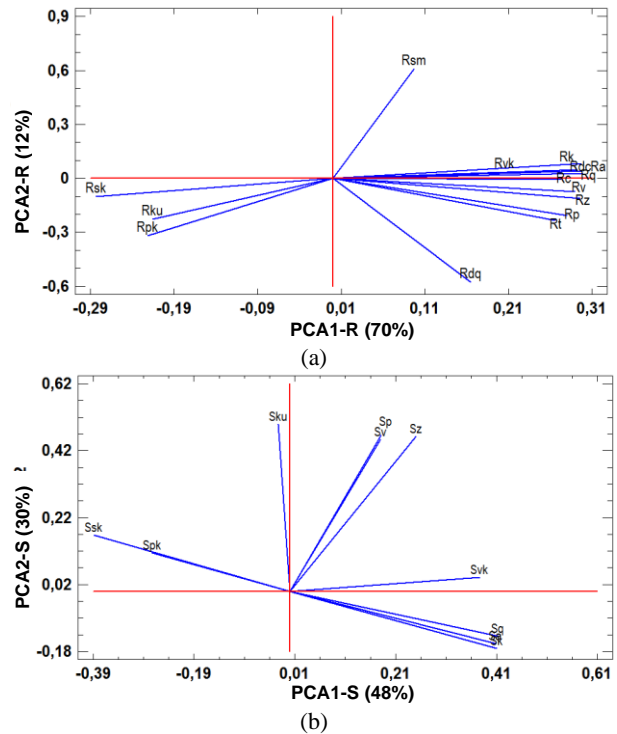 0,9
0,6
0,3
0
-0,3
-0,6
PCA2-R (12%)
Rsm
Rk
Rvk
RdcRa
Rq
Rc
Rv
Rz
Rp
Rt
Rdq
Rsk
Rku
Rpk
-0,29 -0,19 -0,09 0,01 0,11 0,21 0,31
PCA1-R (70%)
(a)
0,62
0,42
0,22
0,02
-0,18
PCA2-S (30%)
Sku
Sp
Sv
Sz
Ssk
Spk
Svk
Sq
Sk
-0,39 -0,19 0,01 0,21 0,41 0,61
PCA1-S (48%)
(b)